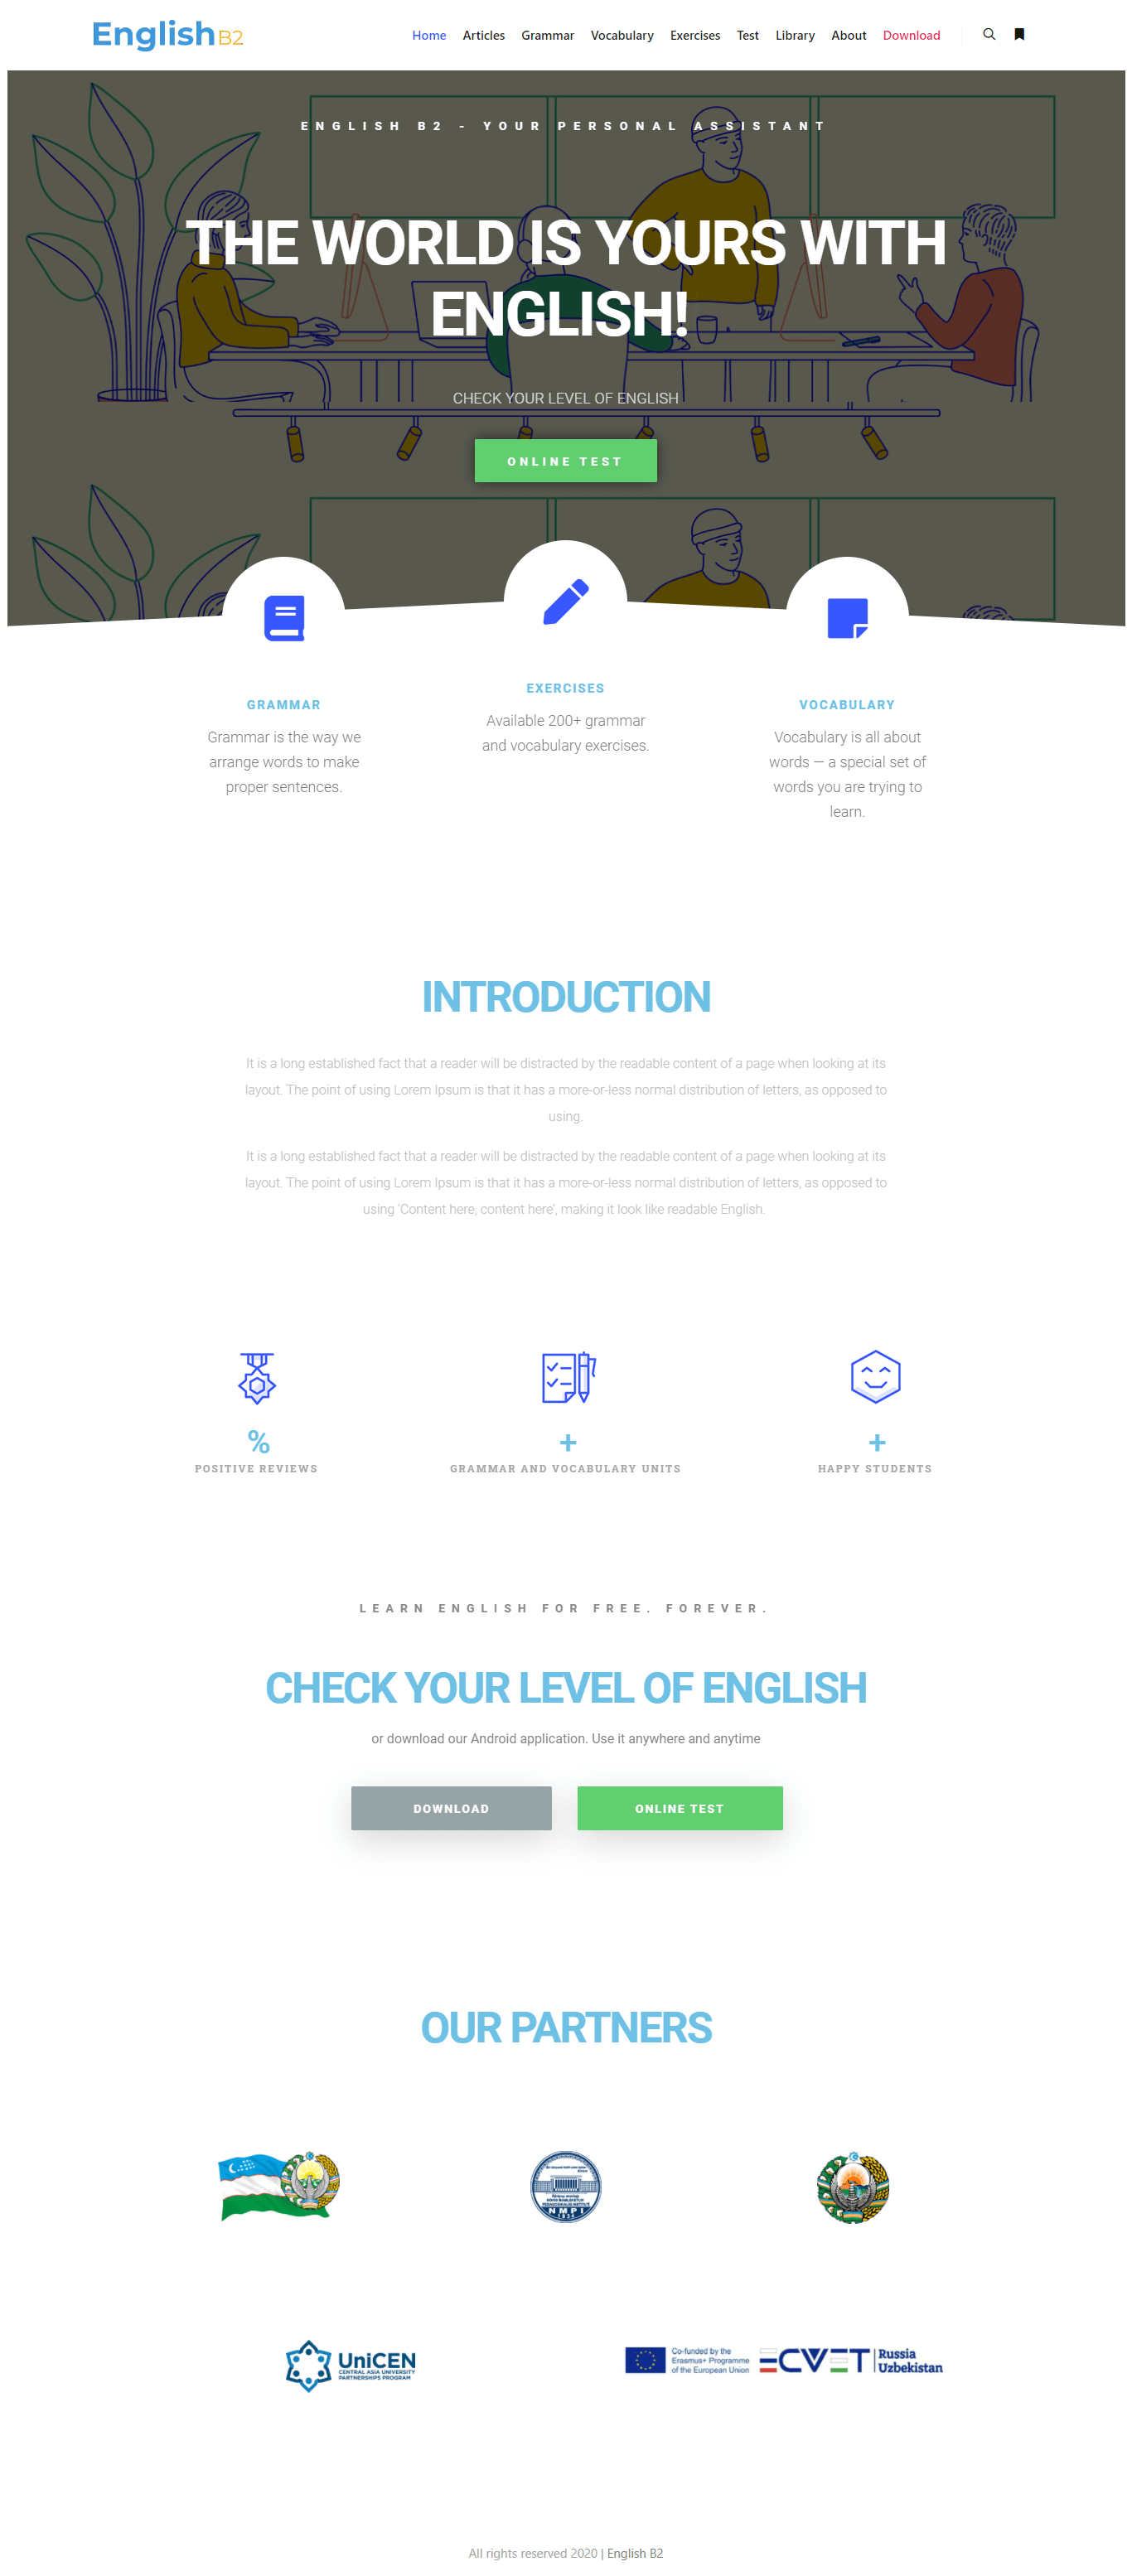 English B2
Home Articles Grammar Vocabulary Exercises Test Library About Download
ENGLISH B2 - YOUR PERSONAL ASSISTANT
THE WORLD IS YOURS WITH
ENGLISH!
CHECK YOUR LEVEL OF ENGLISH
ONLINE TEST
GRAMMAR
Grammar is the way we
arrange words to make
proper sentences.
EXERCISES
Available 200+ grammar
and vocabulary exercises.
VOCABULARY
Vocabulary is all about
words — a special set of
words you are trying to
learn.
INTRODUCTION
It is a long established fact that a reader will be distracted by the readable content of a page when looking at its
layout. The point of using Lorem Ipsum is that it has a more-or-less normal distribution of letters, as opposed to
using.
It is a long established fact that a reader will be distracted by the readable content of a page when looking at its
layout. The point of using Lorem Ipsum is that it has a more-or-less normal distribution of letters, as opposed to
using 'Content here, content here', making it look like readable English.
%
POSITIVE REVIEWS
+
GRAMMAR AND VOCABULARY UNITS
+
HAPPY STUDENTS
LEARN ENGLISH FOR FREE. FOREVER.
CHECK YOUR LEVEL OF ENGLISH
or download our Android application. Use it anywhere and anytime
DOWNLOAD
ONLINE TEST
OUR PARTNERS
NMPI
UniCEN
CENTRAL ASIA UNIVERSITY
PARTNERSHIPS PROGRAM
Co-funded by the
Erasmus+ Programme
of the European Union
ECVET
Russia
Uzbekistan
All rights reserved 2020 | English B2